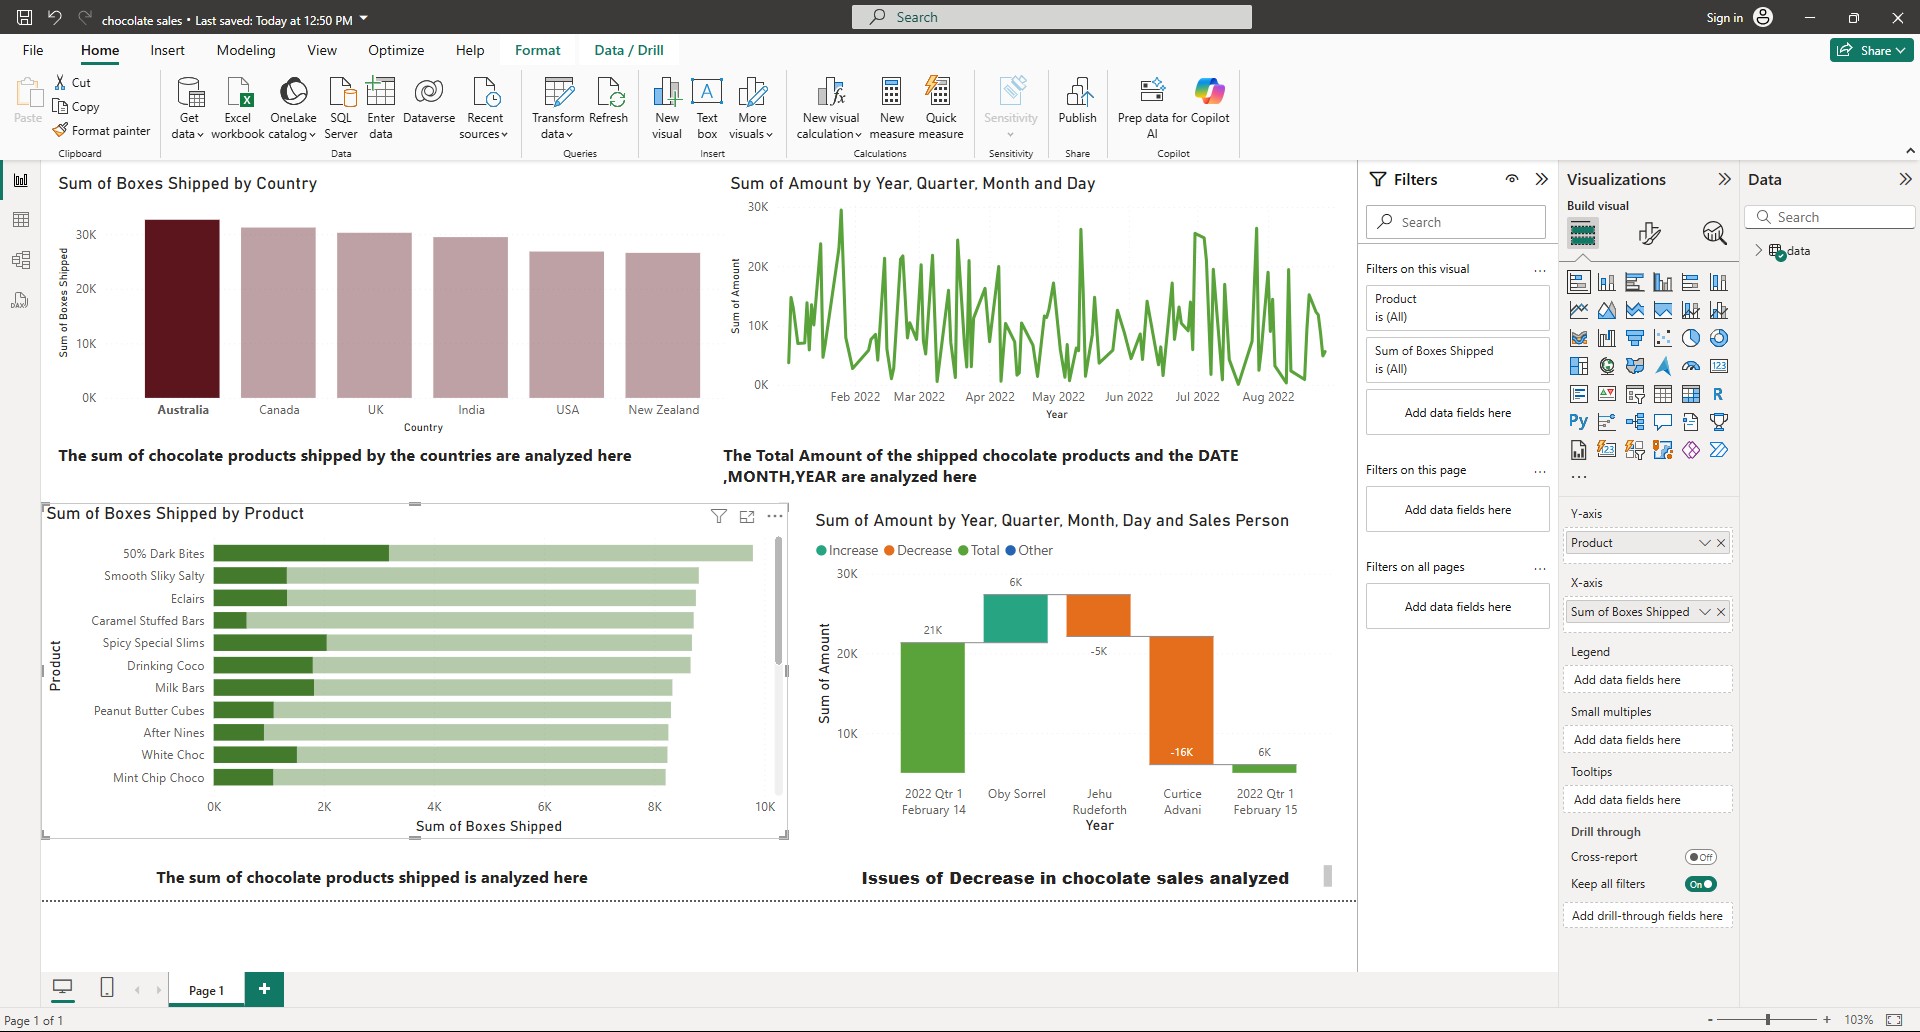 chocolate sales • Last saved: Today at 12:50 PM
Search
Sign in
File Home Insert Modeling View Optimize Help Format Data / Drill
Share
Paste
Cut
Copy
Format painter
Clipboard
Get data
Excel workbook
OneLake catalog
SQL Server
Enter data
Dataverse
Recent sources
Data
Transform data
Refresh
Queries
New visual
Text box
More visuals
Insert
New visual calculation
New measure
Quick measure
Calculations
Sensitivity
Sensitivity
Publish
Share
Prep data for AI
Copilot
Copilot
Sum of Boxes Shipped by Country
Sum of Boxes Shipped
30K
20K
10K
0K
Australia Canada UK India USA New Zealand
Country
The sum of chocolate products shipped by the countries are analyzed here
Sum of Amount by Year, Quarter, Month and Day
Sum of Amount
30K
20K
10K
0K
Feb 2022 Mar 2022 Apr 2022 May 2022 Jun 2022 Jul 2022 Aug 2022
Year
The Total Amount of the shipped chocolate products and the DATE
,MONTH,YEAR are analyzed here
Sum of Boxes Shipped by Product
Product
50% Dark Bites
Smooth Sliky Salty
Eclairs
Caramel Stuffed Bars
Spicy Special Slims
Drinking Coco
Milk Bars
Peanut Butter Cubes
After Nines
White Choc
Mint Chip Choco
0K 2K 4K 6K 8K 10K
Sum of Boxes Shipped
The sum of chocolate products shipped is analyzed here
Sum of Amount by Year, Quarter, Month, Day and Sales Person
Increase Decrease Total Other
Sum of Amount
30K
20K
10K
21K
6K
-5K
-16K
6K
2022 Qtr 1 February 14
Oby Sorrel
Jehu Rudeforth
Curtice Advani
2022 Qtr 1 February 15
Year
Issues of Decrease in chocolate sales analyzed
Filters
Search
Filters on this visual
Product
is (All)
Sum of Boxes Shipped
is (All)
Add data fields here
Filters on this page
Add data fields here
Filters on all pages
Add data fields here
Visualizations
Build visual
123
R
Py
Y-axis
Product
X-axis
Sum of Boxes Shipped
Legend
Add data fields here
Small multiples
Add data fields here
Tooltips
Add data fields here
Drill through
Cross-report
Off
Keep all filters
On
Add drill-through fields here
Data
Search
data
DAX
Page 1
Page 1 of 1
103%